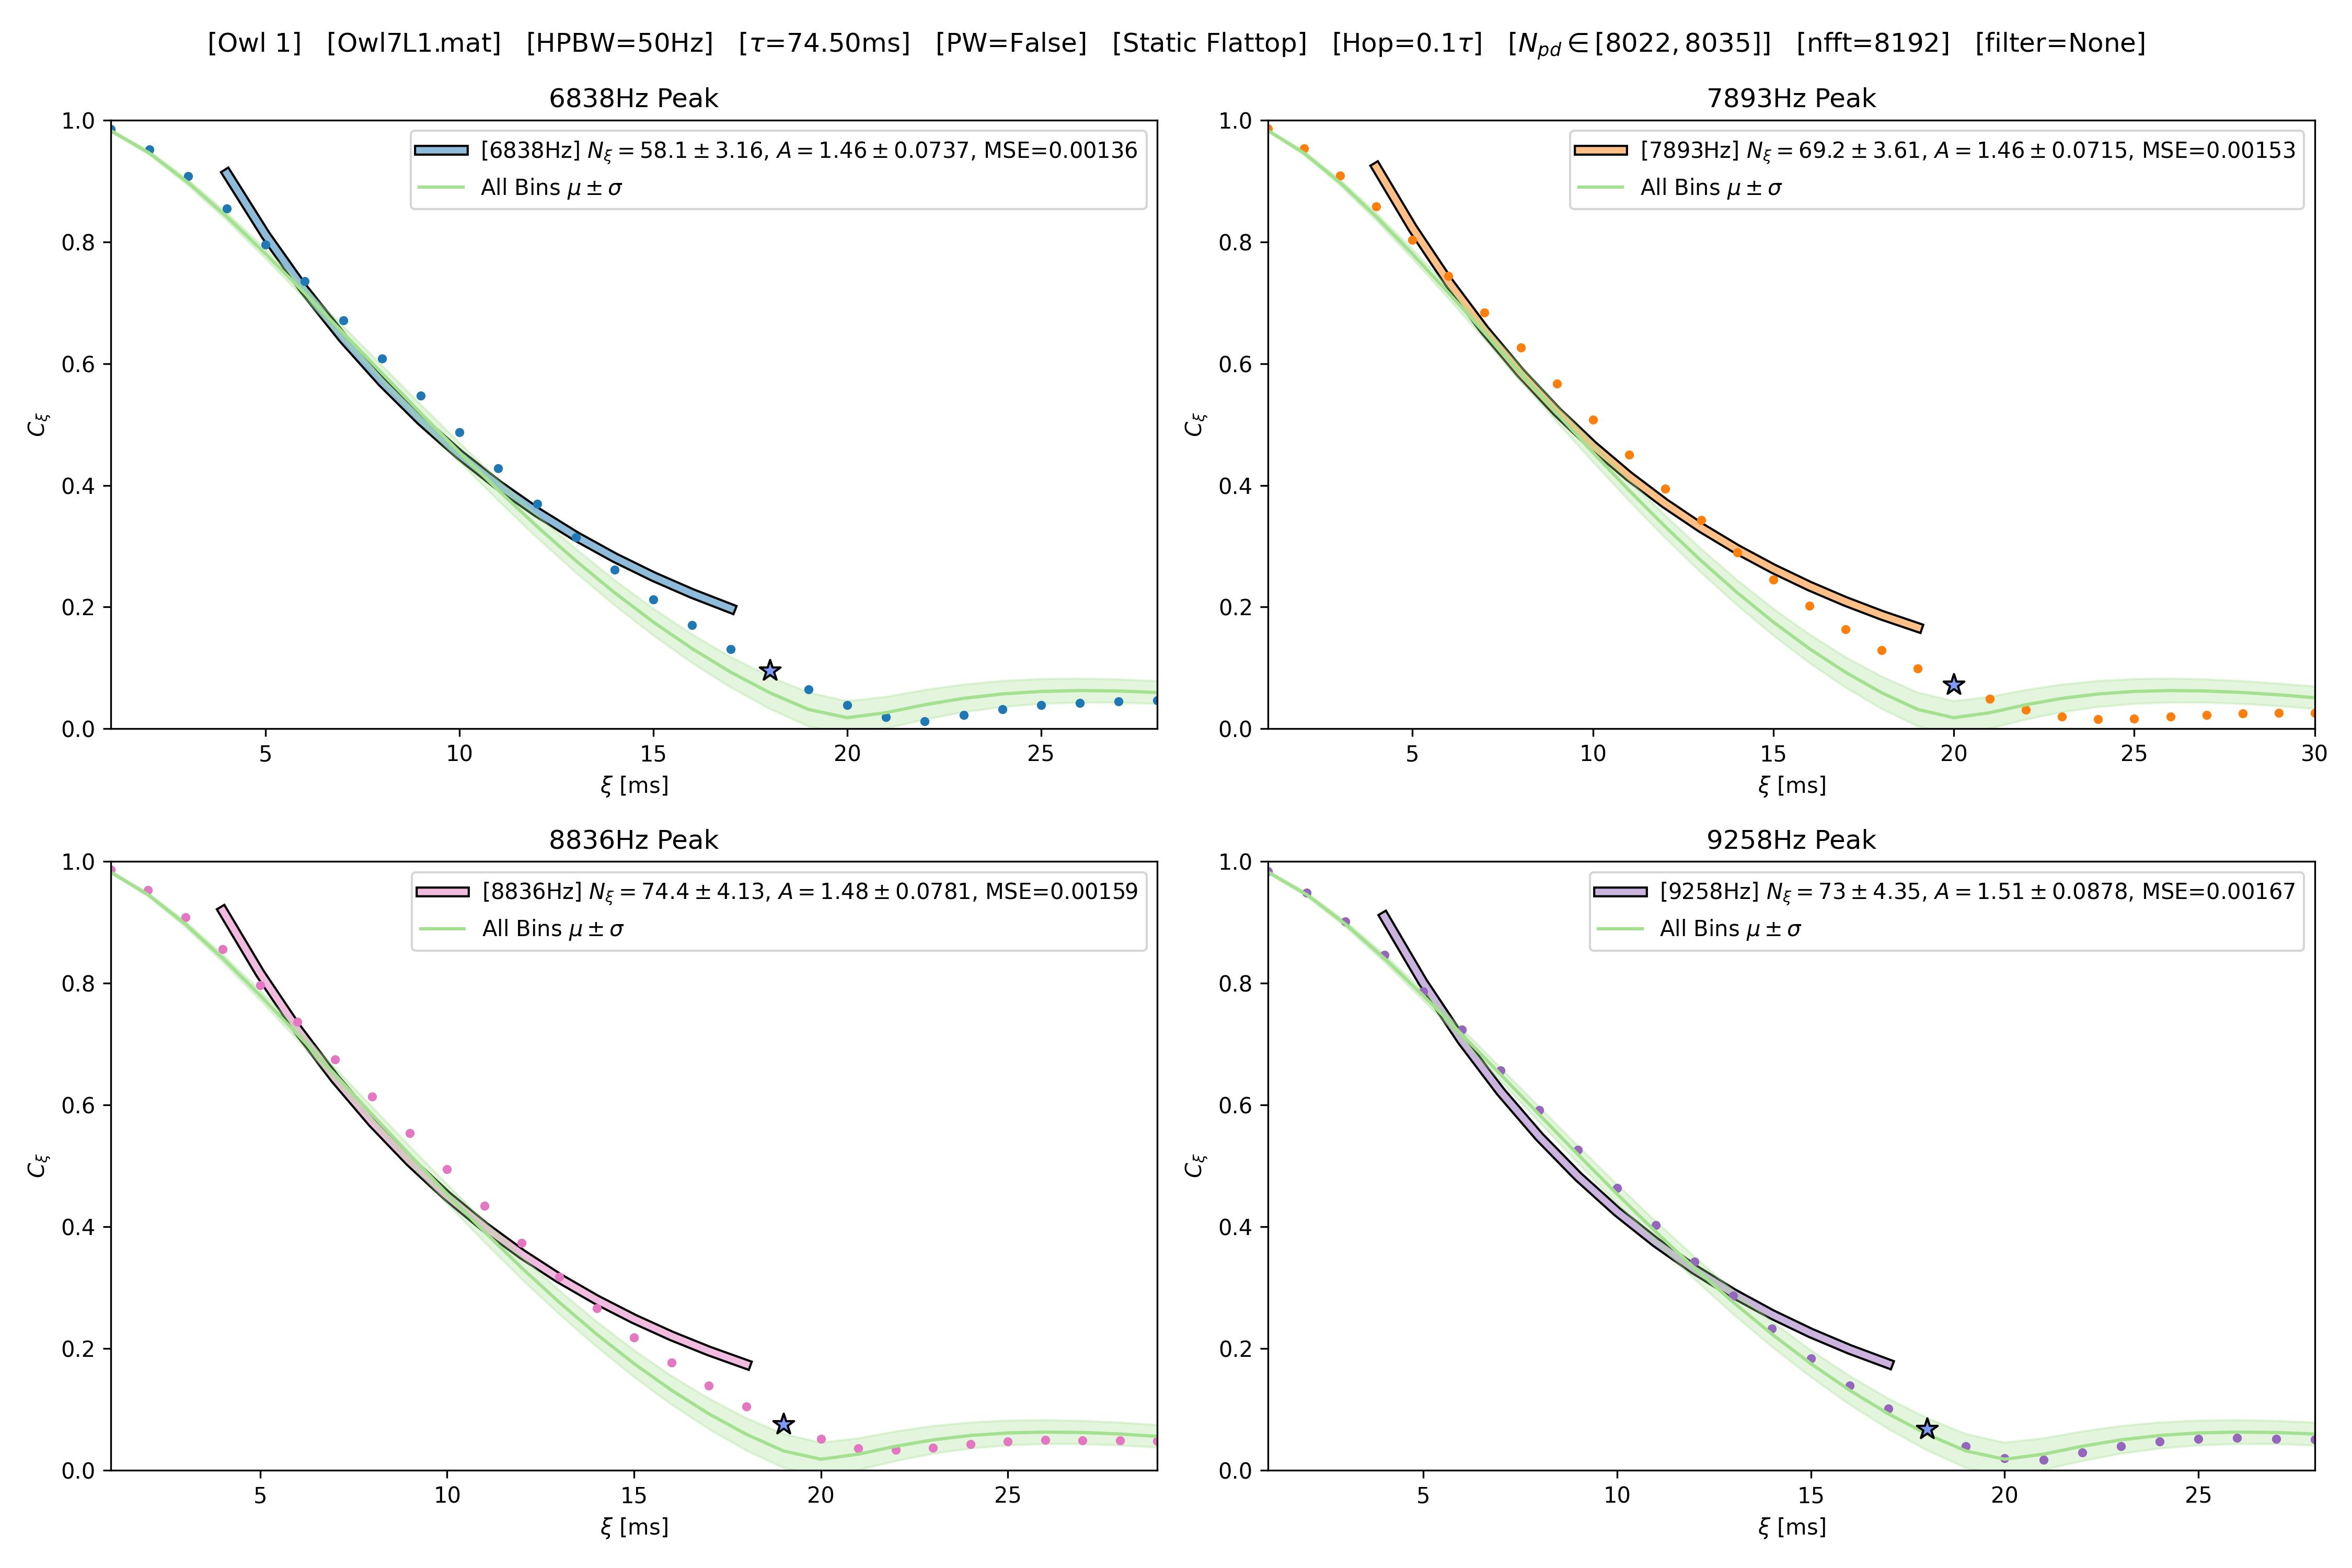 [Owl 1] [Owl7L1.mat] [HPBW=50Hz] [τ=74.50ms] [PW=False] [Static Flattop] [Hop=0.1τ] [N_{pd} ∈ [8022, 8035]] [nfft=8192] [filter=None]
6838Hz Peak
[6838Hz] N_ξ = 58.1 ± 3.16, A = 1.46 ± 0.0737, MSE=0.00136
All Bins μ ± σ
1.0
0.8
0.6
0.4
0.2
0.0
C_ξ
5 10 15 20 25
ξ [ms]
7893Hz Peak
[7893Hz] N_ξ = 69.2 ± 3.61, A = 1.46 ± 0.0715, MSE=0.00153
All Bins μ ± σ
1.0
0.8
0.6
0.4
0.2
0.0
C_ξ
5 10 15 20 25 30
ξ [ms]
8836Hz Peak
[8836Hz] N_ξ = 74.4 ± 4.13, A = 1.48 ± 0.0781, MSE=0.00159
All Bins μ ± σ
1.0
0.8
0.6
0.4
0.2
0.0
C_ξ
5 10 15 20 25
ξ [ms]
9258Hz Peak
[9258Hz] N_ξ = 73 ± 4.35, A = 1.51 ± 0.0878, MSE=0.00167
All Bins μ ± σ
1.0
0.8
0.6
0.4
0.2
0.0
C_ξ
5 10 15 20 25
ξ [ms]